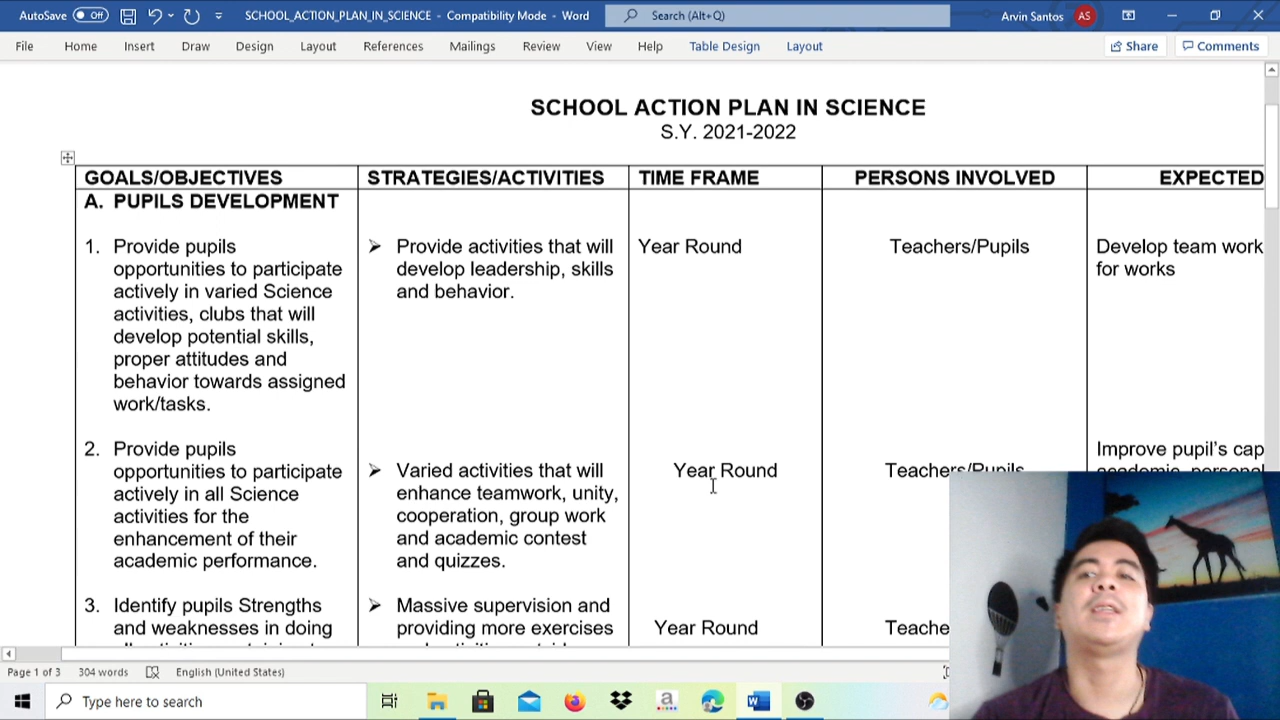 AutoSave Off SCHOOL_ACTION_PLAN_IN_SCIENCE - Compatibility Mode - Word Search (Alt+Q) Arvin Santos AS
File Home Insert Draw Design Layout References Mailings Review View Help Table Design Layout Share Comments
SCHOOL ACTION PLAN IN SCIENCE
S.Y. 2021-2022
GOALS/OBJECTIVES STRATEGIES/ACTIVITIES TIME FRAME PERSONS INVOLVED EXPECTED
A. PUPILS DEVELOPMENT
1. Provide pupils
opportunities to participate
actively in varied Science
activities, clubs that will
develop potential skills,
proper attitudes and
behavior towards assigned
work/tasks.
➢ Provide activities that will
develop leadership, skills
and behavior.
Year Round
Teachers/Pupils
Develop team work
for works
2. Provide pupils
opportunities to participate
actively in all Science
activities for the
enhancement of their
academic performance.
➢ Varied activities that will
enhance teamwork, unity,
cooperation, group work
and academic contest
and quizzes.
Year Round
Teachers/Pupils
Improve pupil's cap
academic, personal
3. Identify pupils Strengths
and weaknesses in doing
➢ Massive supervision and
providing more exercises
Year Round
Teache
Page 1 of 3 304 words English (United States)
Type here to search